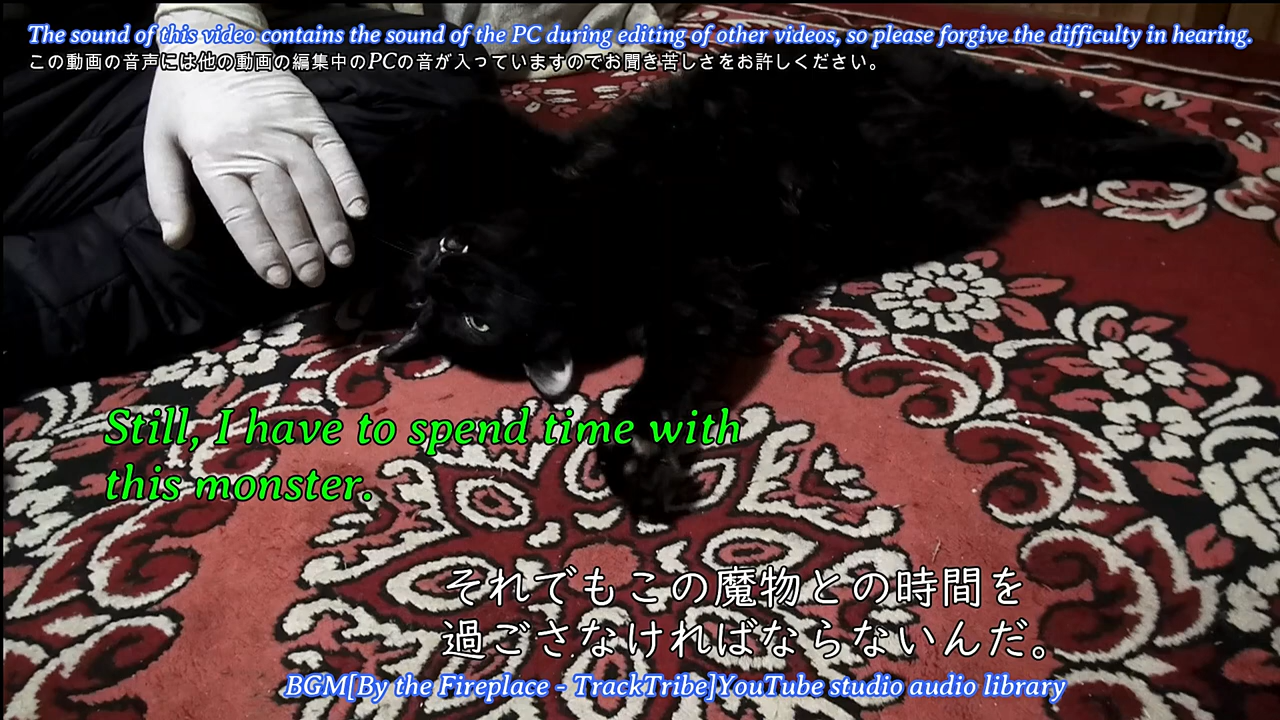 The sound of this video contains the sound of the PC during editing of other videos, so please forgive the difficulty in hearing.
この動画の音声には他の動画の編集中のPCの音が入っていますのでお聞き苦しさをお許しください。
Still, I have to spend time with
this monster.
それでもこの魔物との時間を
過ごさなければならないんだ。
BGM[By the Fireplace - TrackTribe]YouTube studio audio library